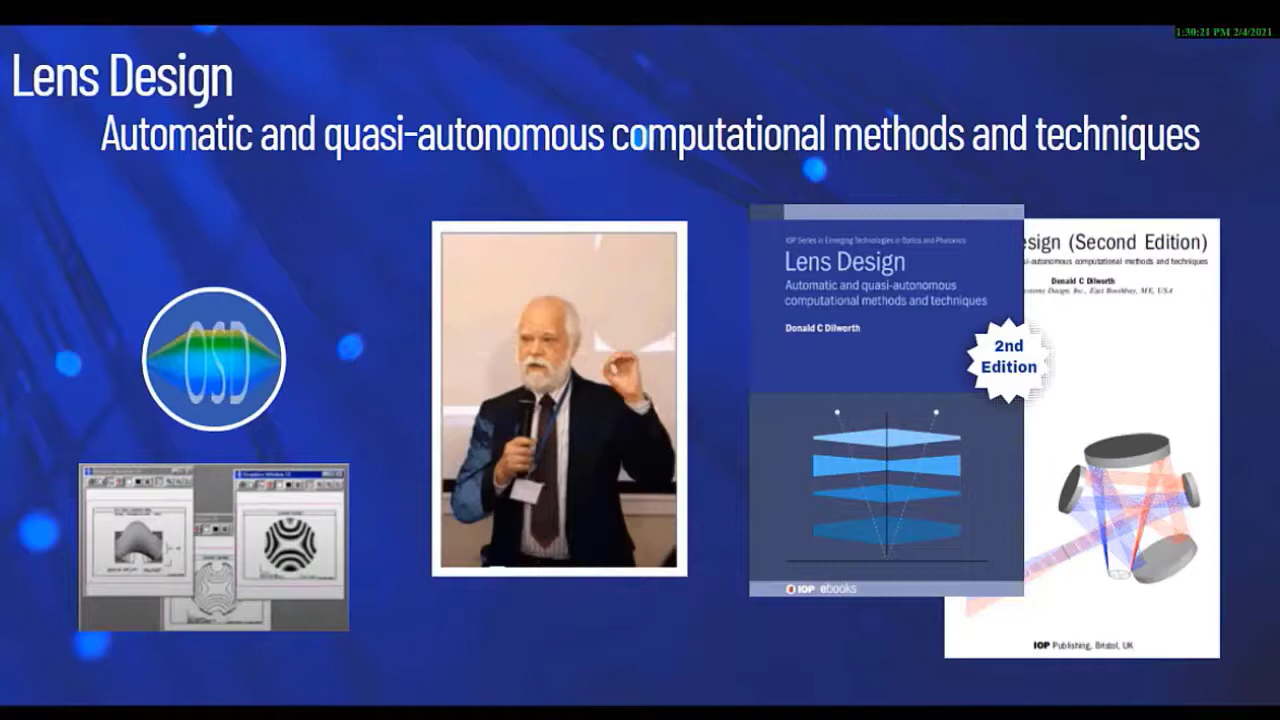 1:30:21 PM 2/4/2021
Lens Design
Automatic and quasi-autonomous computational methods and techniques
OSD
IOP Series in Emerging Technologies in Optics and Photonics
Lens Design
Automatic and quasi-autonomous
computational methods and techniques
Donald C Dilworth
IOP ebooks
2nd
Edition
esign (Second Edition)
si-autonomous computational methods and techniques
Donald C Dilworth
Design, Inc., East Boothbay, ME, USA
IOP Publishing, Bristol, UK